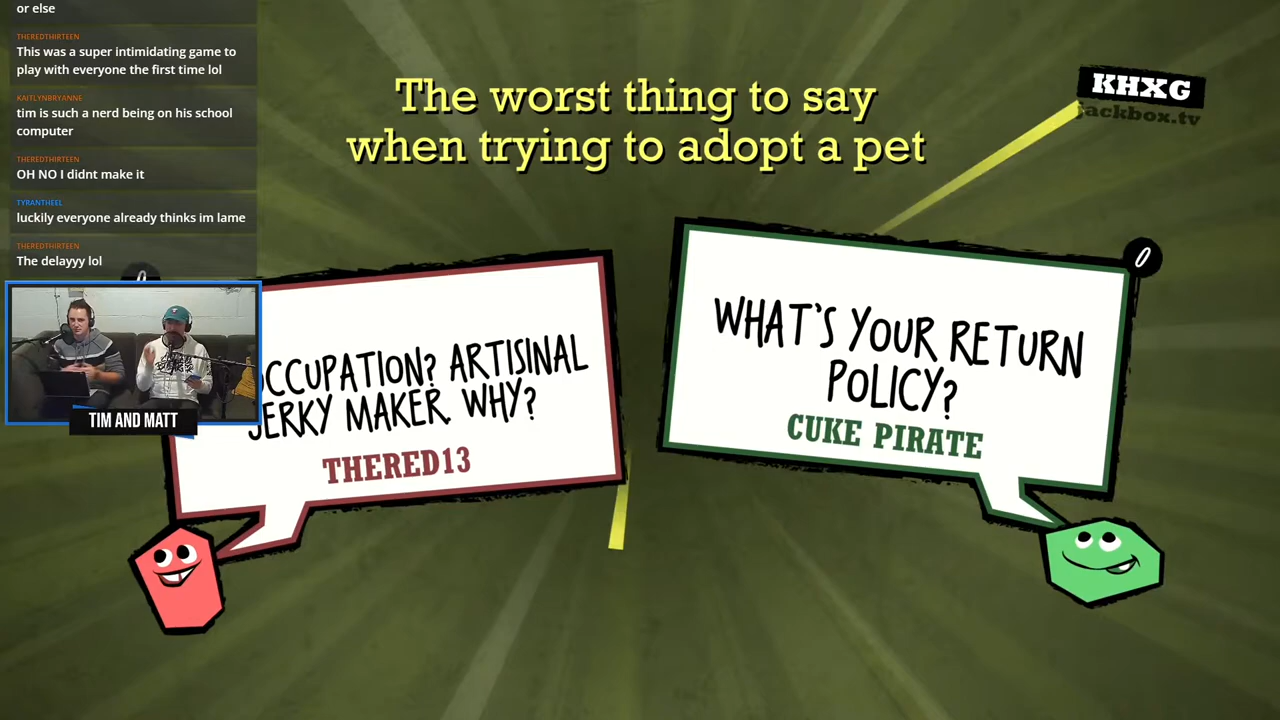 or else
THEREDTHIRTEEN
This was a super intimidating game to
play with everyone the first time lol
KAITLYNBRYANNE
tim is such a nerd being on his school
computer
THEREDTHIRTEEN
OH NO I didnt make it
TYRANTHEEL
luckily everyone already thinks im lame
THEREDTHIRTEEN
The delayyy lol
TIM AND MATT
The worst thing to say
when trying to adopt a pet
KHXG
jackbox.tv
OCCUPATION? ARTISINAL
JERKY MAKER. WHY?
THERED13
0
WHAT'S YOUR RETURN
POLICY?
CUKE PIRATE